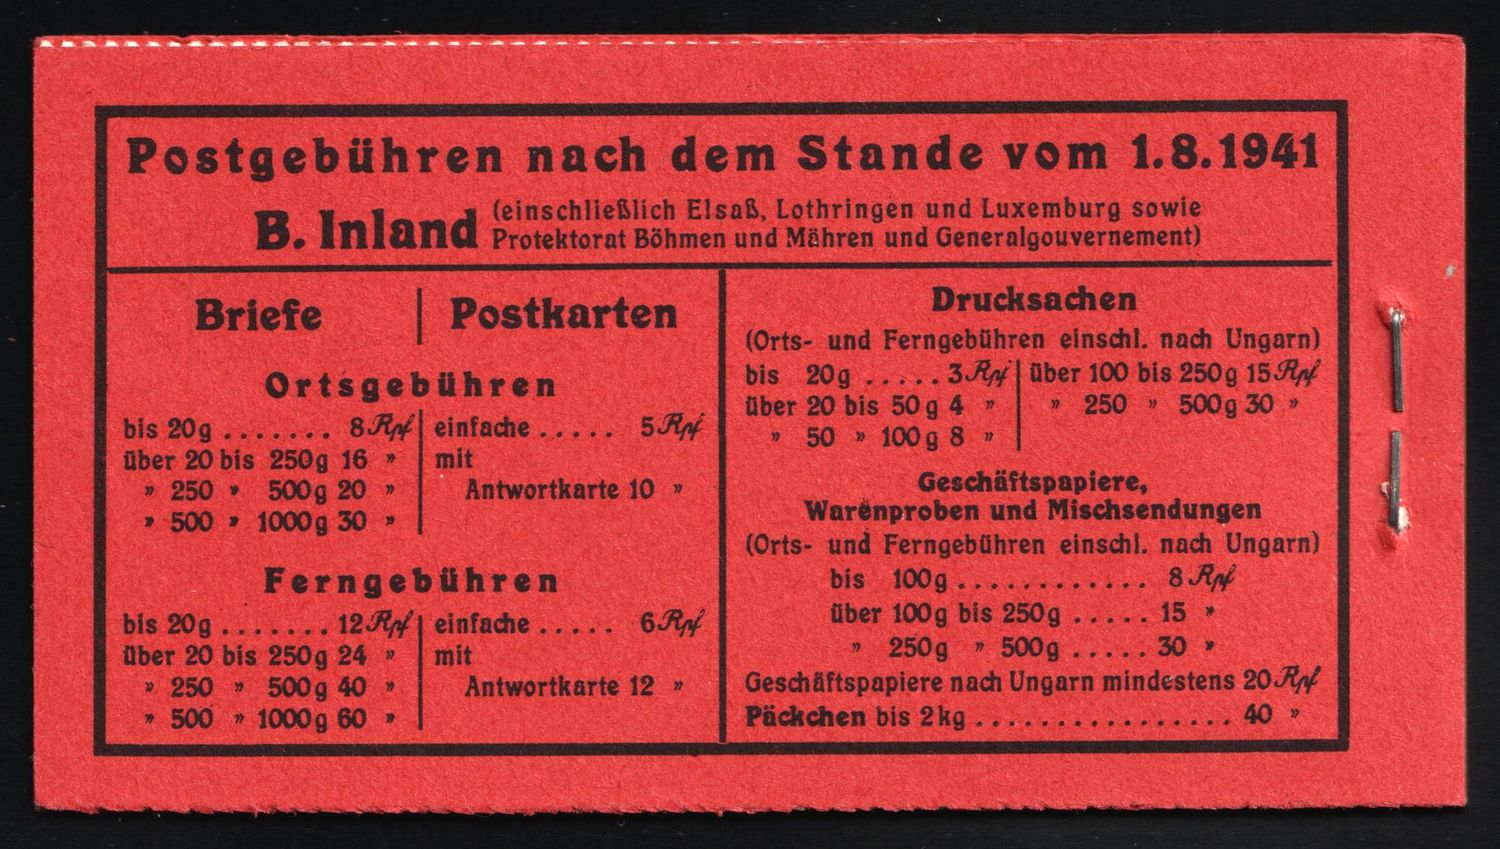 Postgebühren nach dem Stande vom 1.8.1941
B. Inland (einschließlich Elsaß, Lothringen und Luxemburg sowie
Protektorat Böhmen und Mähren und Generalgouvernement)
Briefe | Postkarten
Ortsgebühren
bis 20g ....... 8 Rpf | einfache ..... 5 Rpf
über 20 bis 250g 16 " | mit
" 250 " 500g 20 " | Antwortkarte 10 "
" 500 " 1000g 30 "
Ferngebühren
bis 20g ....... 12 Rpf | einfache ..... 6 Rpf
über 20 bis 250g 24 " | mit
" 250 " 500g 40 " | Antwortkarte 12 "
" 500 " 1000g 60 "
Drucksachen
(Orts- und Ferngebühren einschl. nach Ungarn)
bis 20g ..... 3 Rpf | über 100 bis 250g 15 Rpf
über 20 bis 50g 4 " | " 250 " 500g 30 "
" 50 " 100g 8 "
Geschäftspapiere,
Warenproben und Mischsendungen
(Orts- und Ferngebühren einschl. nach Ungarn)
bis 100g ............ 8 Rpf
über 100g bis 250g ..... 15 "
" 250g " 500g ..... 30 "
Geschäftspapiere nach Ungarn mindestens 20 Rpf
Päckchen bis 2kg ................. 40 "